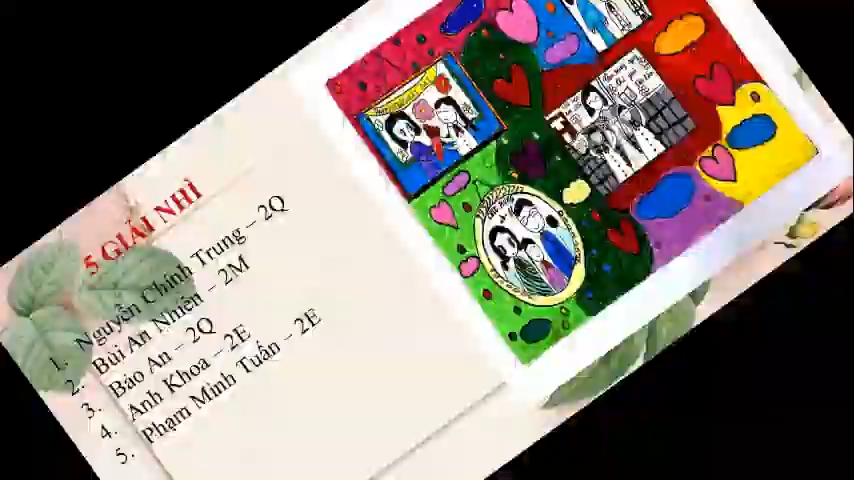 5 GIẢI NHÌ
1. Nguyễn Chính Trung – 2Q
2. Bùi An Nhiên – 2M
3. Bảo An – 2Q
4. Anh Khoa – 2E
5. Phạm Minh Tuấn – 2E